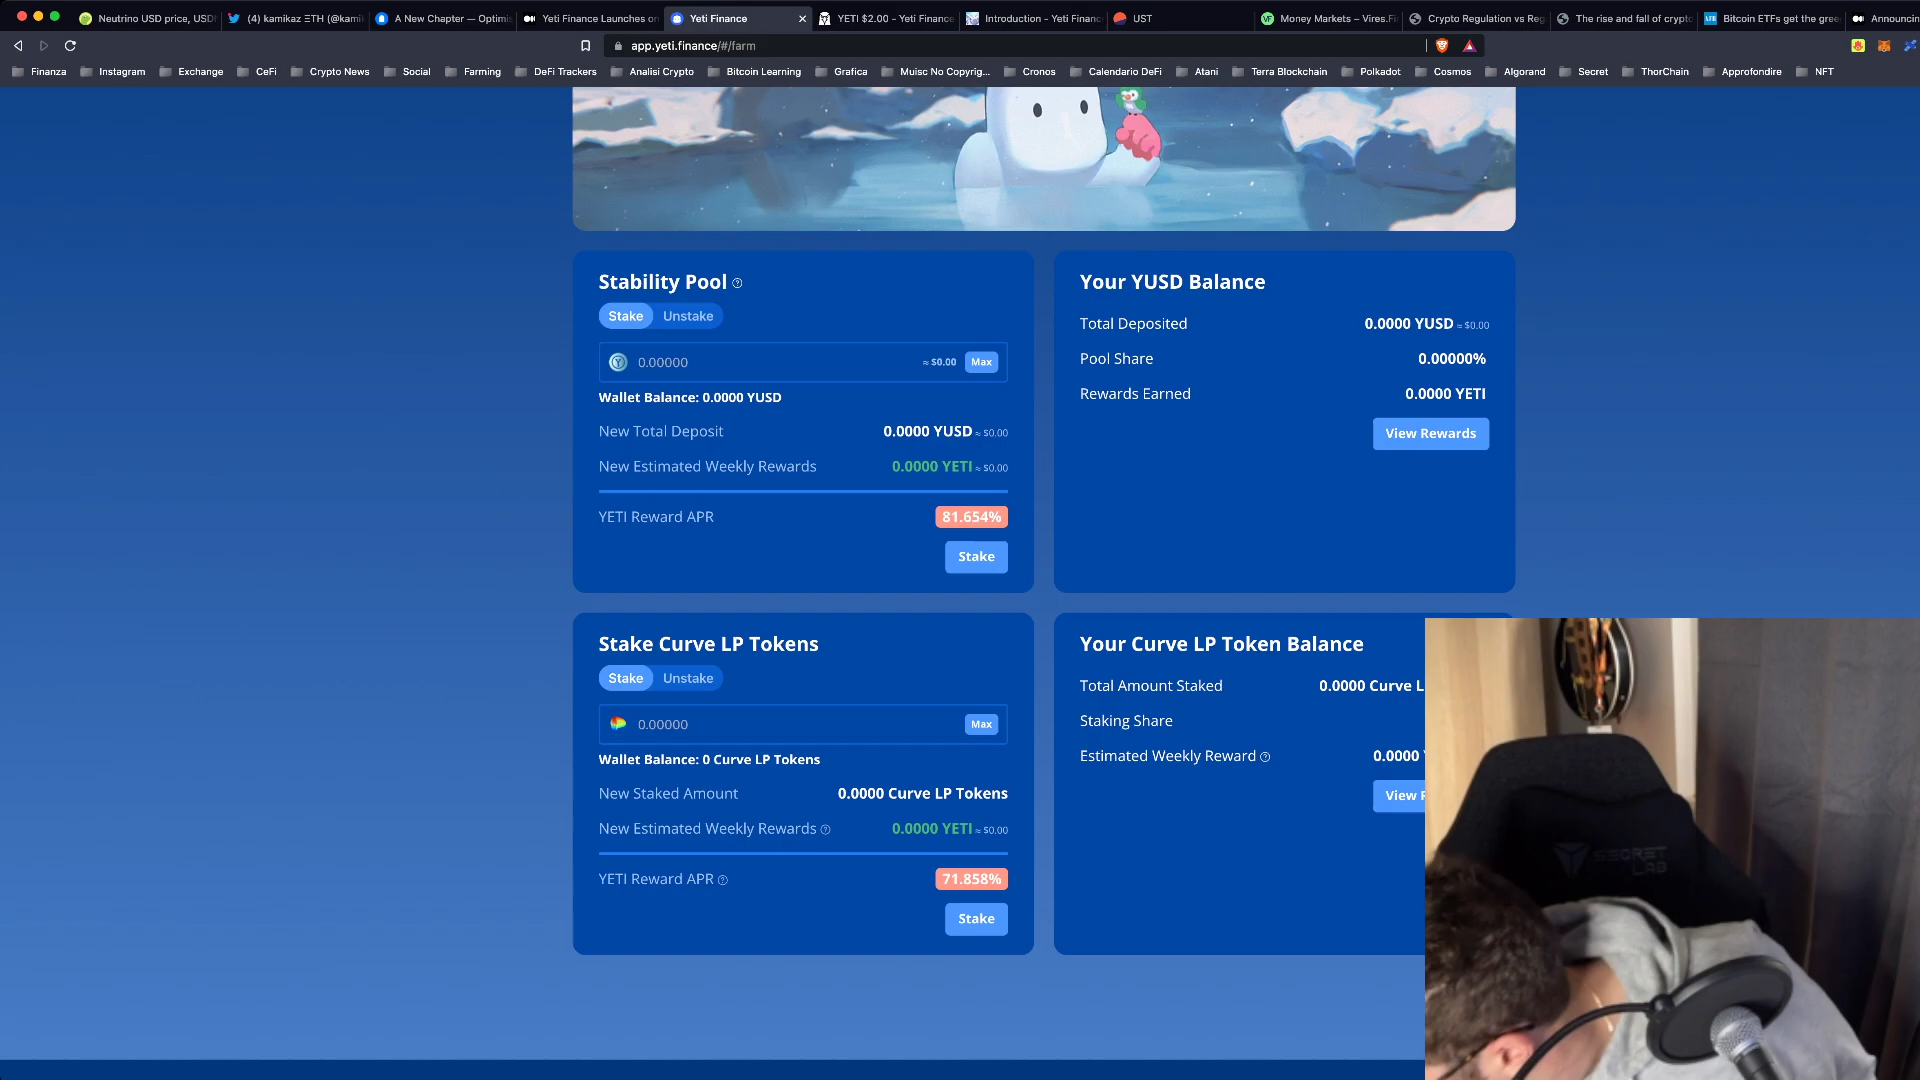 Neutrino USD price, USD
(4) kamikaz ΞTH (@kami
A New Chapter — Optimis
Yeti Finance Launches on
Yeti Finance
YETI $2.00 - Yeti Finance
Introduction - Yeti Financ
UST
Money Markets – Vires.Fi
Crypto Regulation vs Reg
The rise and fall of crypto
Bitcoin ETFs get the gree
Announcin
app.yeti.finance/#/farm
Finanza
Instagram
Exchange
CeFi
Crypto News
Social
Farming
DeFi Trackers
Analisi Crypto
Bitcoin Learning
Grafica
Muisc No Copyrig...
Cronos
Calendario DeFi
Atani
Terra Blockchain
Polkadot
Cosmos
Algorand
Secret
ThorChain
Approfondire
NFT
Stability Pool
Stake Unstake
0.00000 ≈ $0.00 Max
Wallet Balance: 0.0000 YUSD
New Total Deposit 0.0000 YUSD ≈ $0.00
New Estimated Weekly Rewards 0.0000 YETI ≈ $0.00
YETI Reward APR 81.654%
Stake
Your YUSD Balance
Total Deposited 0.0000 YUSD ≈ $0.00
Pool Share 0.00000%
Rewards Earned 0.0000 YETI
View Rewards
Stake Curve LP Tokens
Stake Unstake
0.00000 Max
Wallet Balance: 0 Curve LP Tokens
New Staked Amount 0.0000 Curve LP Tokens
New Estimated Weekly Rewards 0.0000 YETI ≈ $0.00
YETI Reward APR 71.858%
Stake
Your Curve LP Token Balance
Total Amount Staked 0.0000 Curve L
Staking Share
Estimated Weekly Reward 0.0000
View
SECRET
LAB